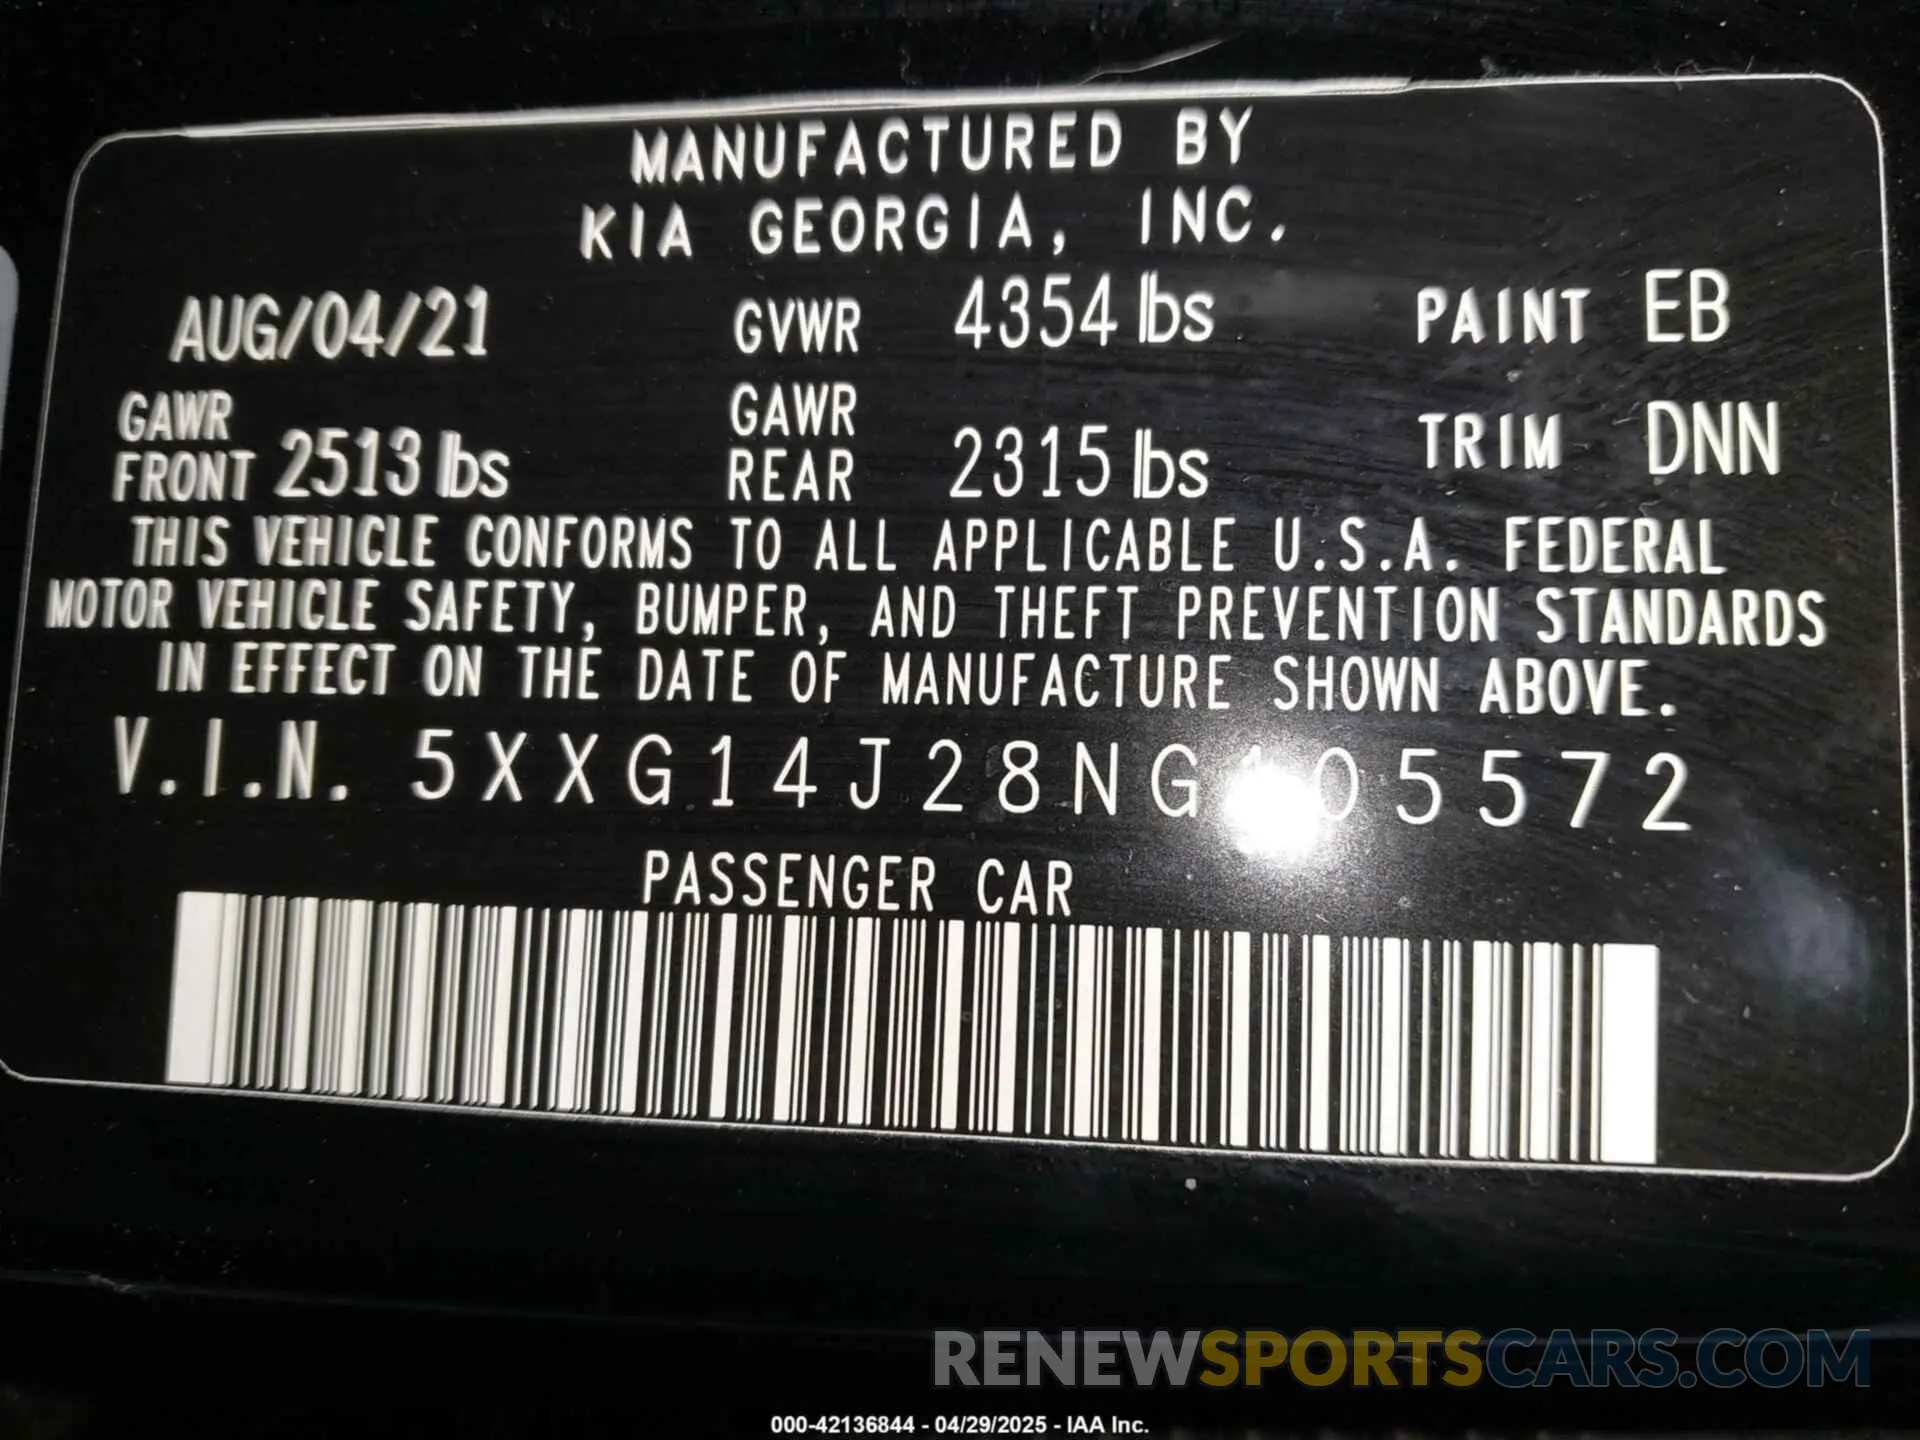 MANUFACTURED BY
KIA GEORGIA, INC.
AUG/04/21 GVWR 4354 lbs PAINT EB
GAWR FRONT 2513 lbs GAWR REAR 2315 lbs TRIM DNN
THIS VEHICLE CONFORMS TO ALL APPLICABLE U.S.A. FEDERAL
MOTOR VEHICLE SAFETY, BUMPER, AND THEFT PREVENTION STANDARDS
IN EFFECT ON THE DATE OF MANUFACTURE SHOWN ABOVE.
V.I.N. 5XXG14J28NG105572
PASSENGER CAR
RENEWSPORTSCARS.COM
000-42136844 - 04/29/2025 - IAA Inc.